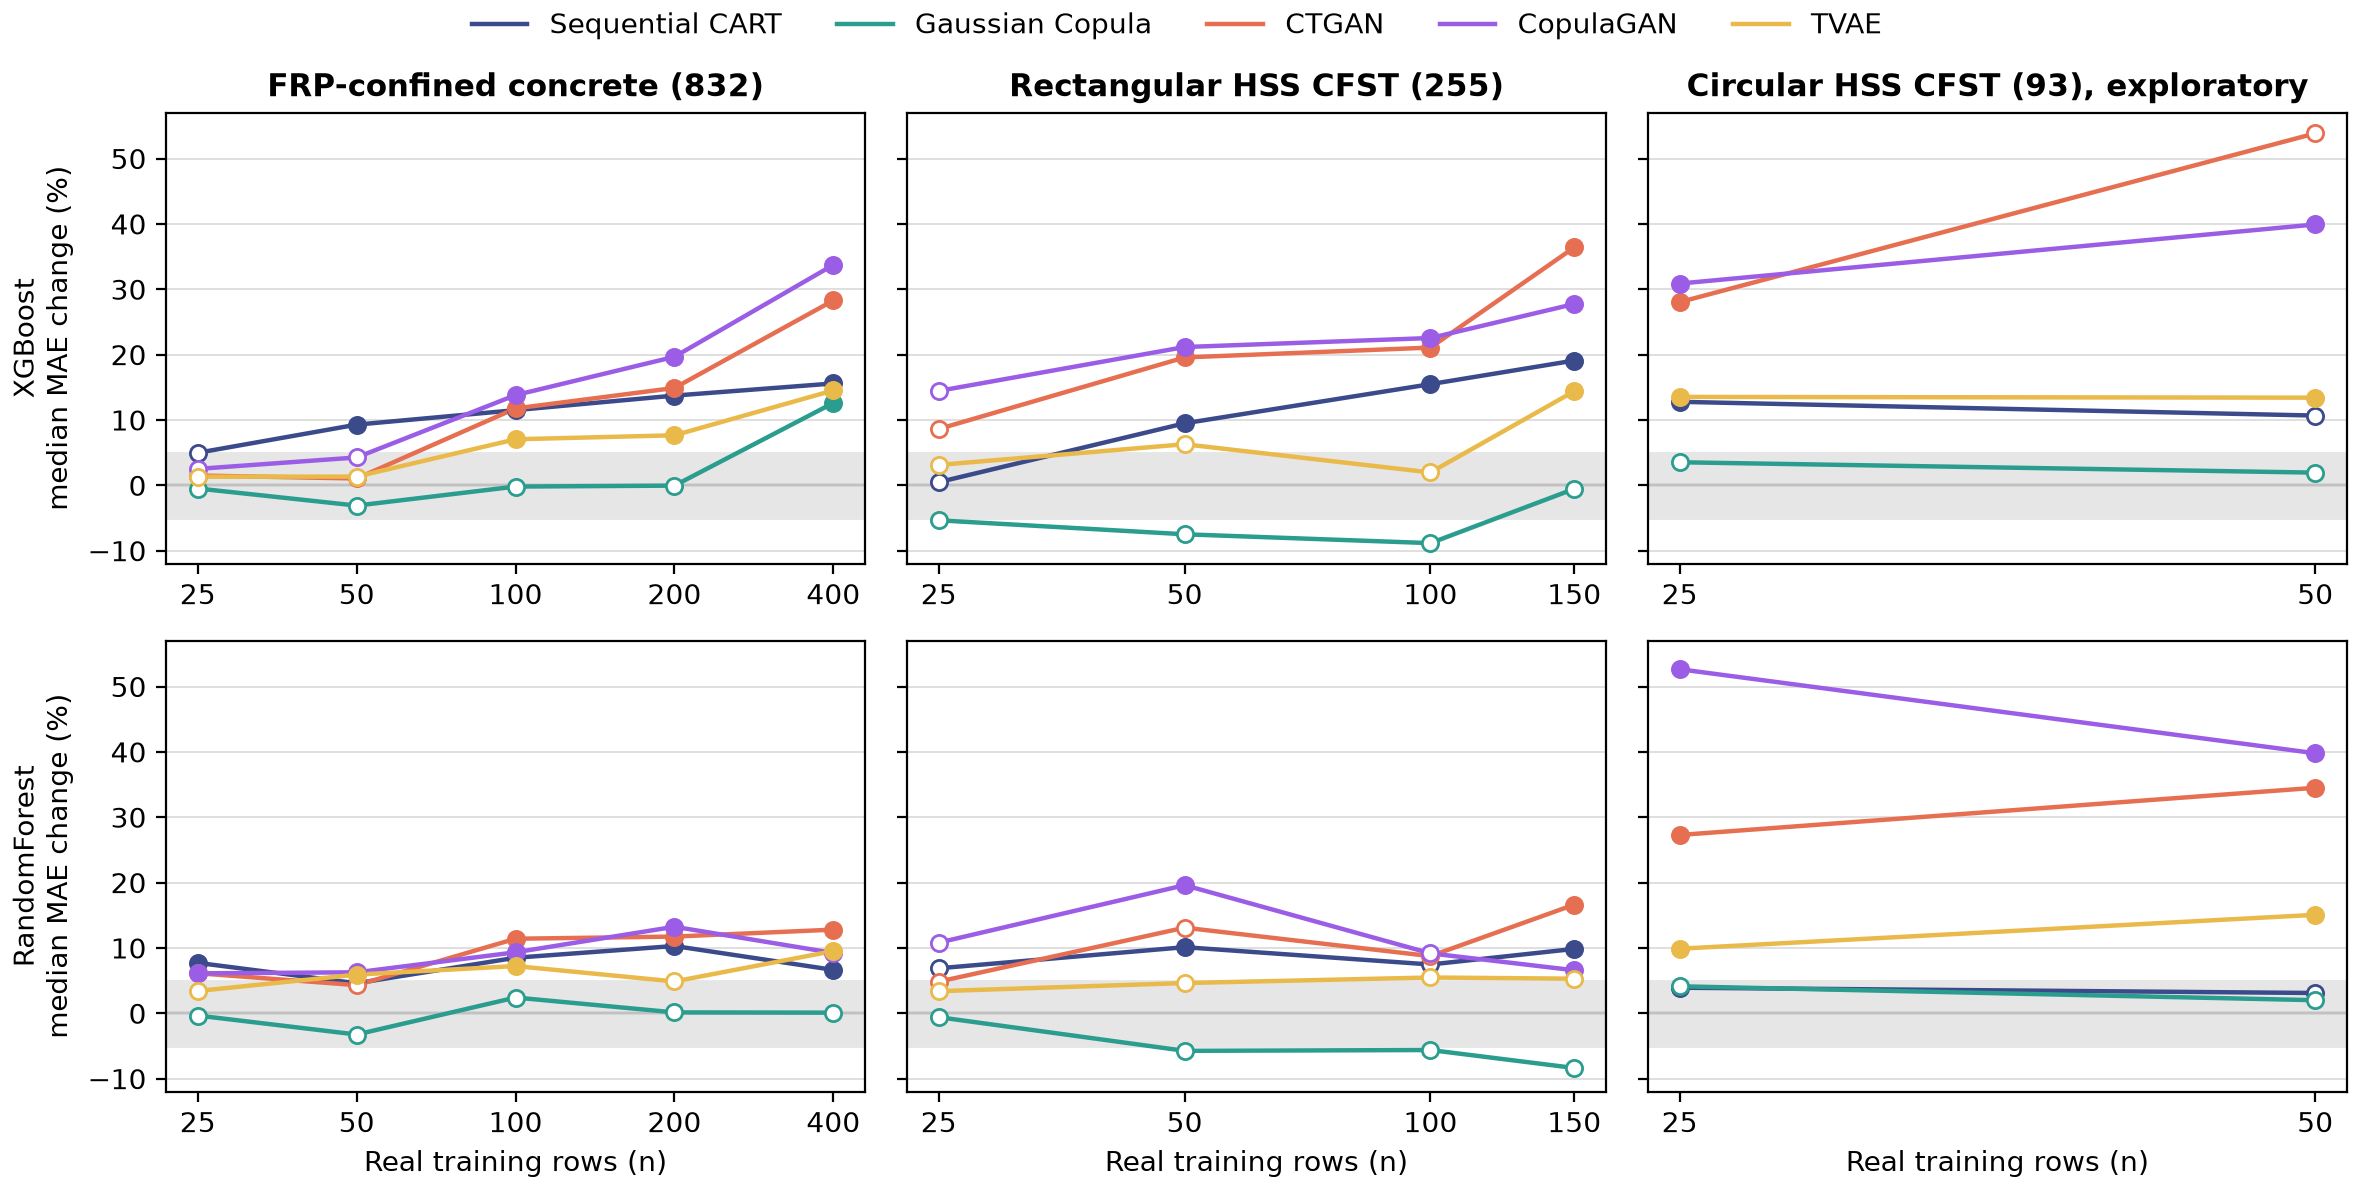 Sequential CART Gaussian Copula CTGAN CopulaGAN TVAE
FRP-confined concrete (832)
Rectangular HSS CFST (255)
Circular HSS CFST (93), exploratory
XGBoost
median MAE change (%)
50
40
30
20
10
0
−10
25 50 100 200 400
25 50 100 150
25 50
RandomForest
median MAE change (%)
50
40
30
20
10
0
−10
25 50 100 200 400
25 50 100 150
25 50
Real training rows (n)
Real training rows (n)
Real training rows (n)